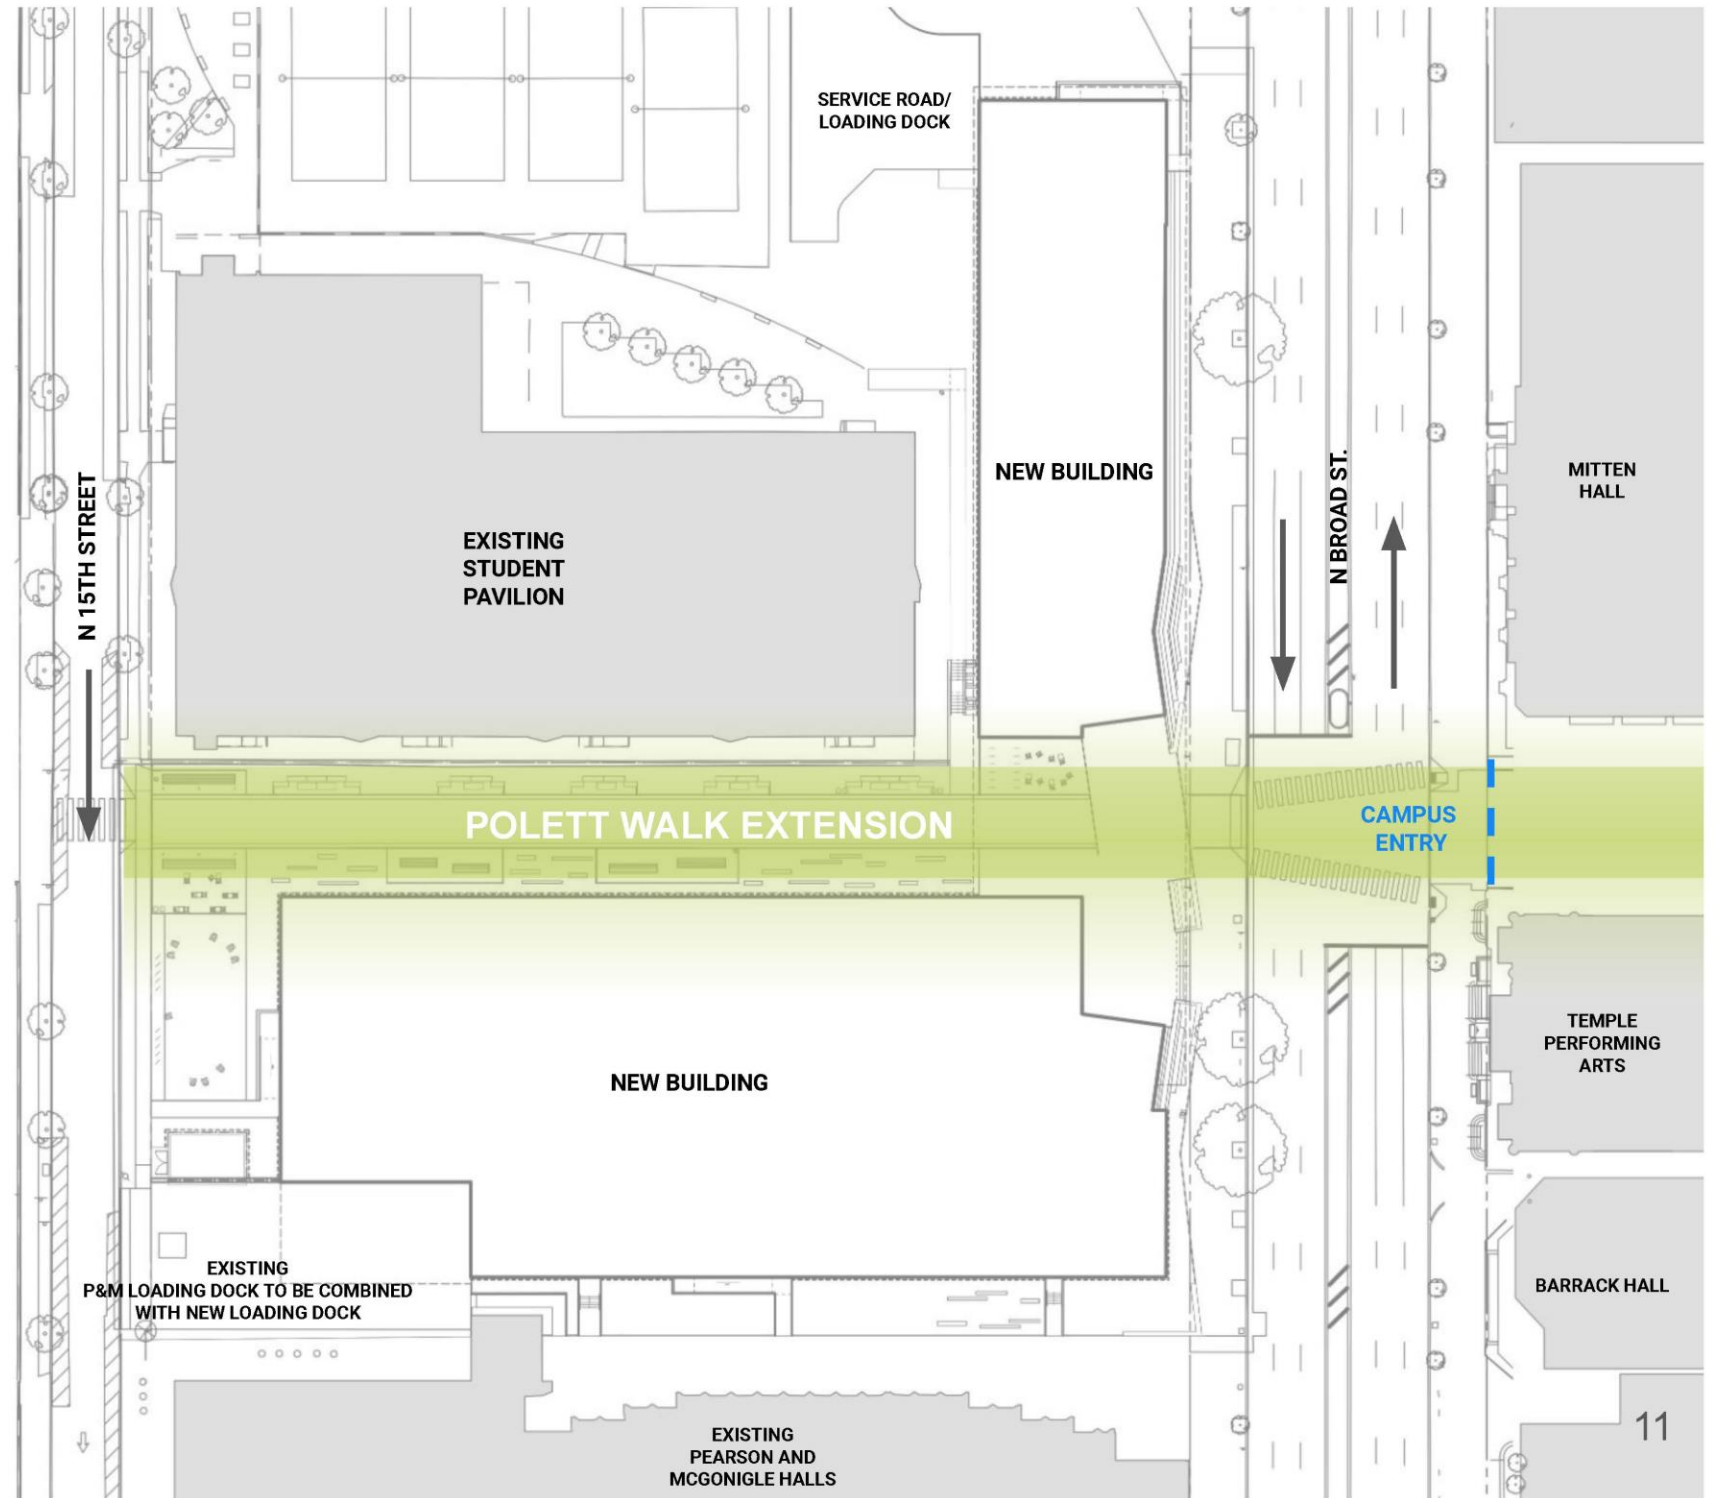 SERVICE ROAD/
LOADING DOCK
NEW BUILDING
MITTEN
HALL
N 15TH STREET
N BROAD ST.
EXISTING
STUDENT
PAVILION
POLETT WALK EXTENSION
CAMPUS
ENTRY
TEMPLE
PERFORMING
ARTS
NEW BUILDING
EXISTING
P&M LOADING DOCK TO BE COMBINED
WITH NEW LOADING DOCK
BARRACK HALL
EXISTING
PEARSON AND
MCGONIGLE HALLS
11